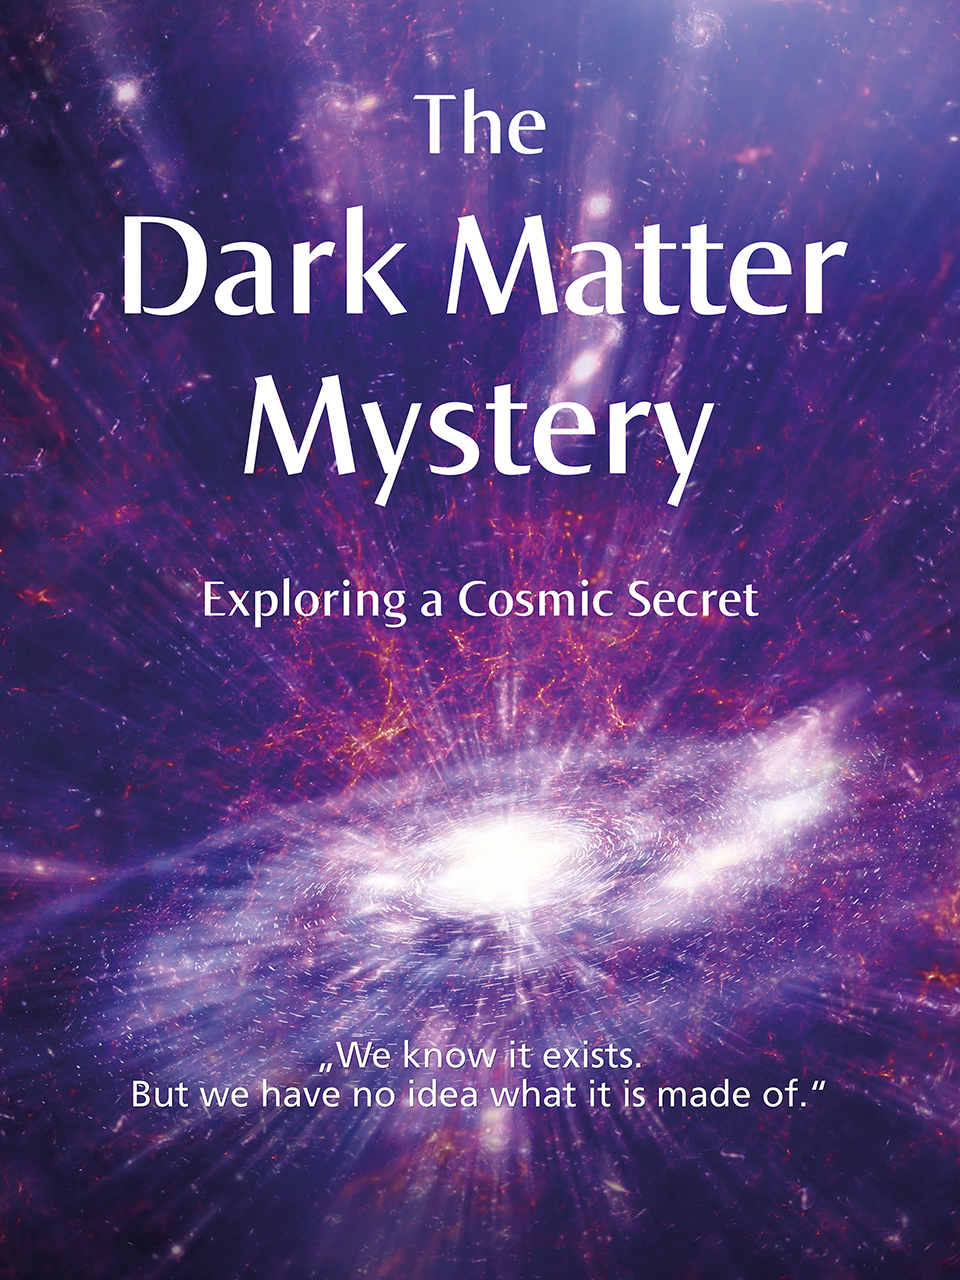 The
Dark Matter
Mystery
Exploring a Cosmic Secret
„We know it exists.
But we have no idea what it is made of.“